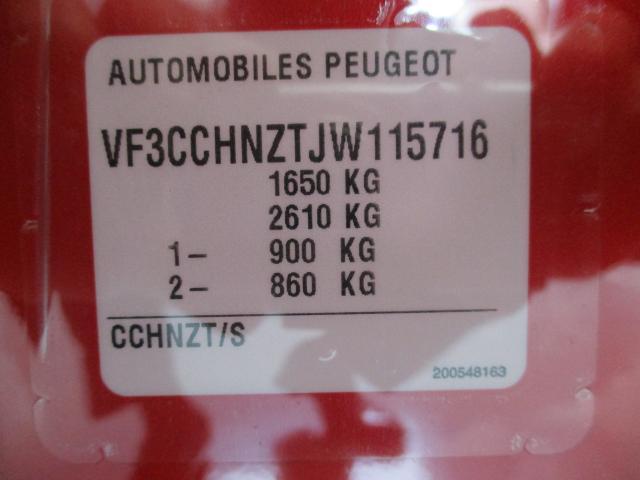 AUTOMOBILES PEUGEOT
VF3CCHNZTJW115716
1650 KG
2610 KG
1- 900 KG
2- 860 KG
CCHNZT/S
200548163